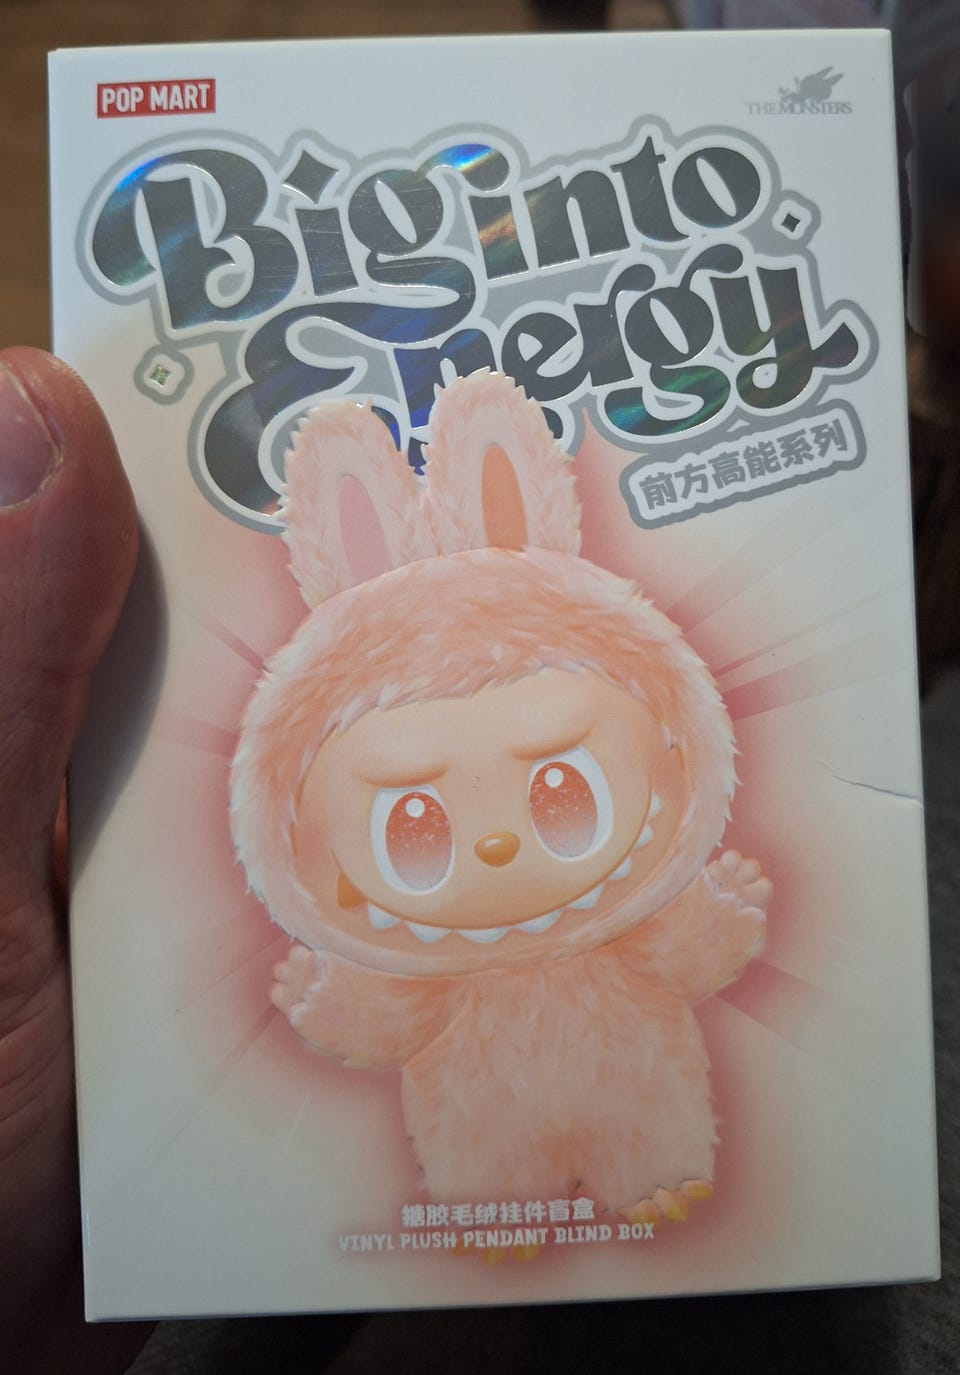 POP MART
THE MONSTERS
Big into
Energy
前方高能系列
搪胶毛绒挂件盲盒
VINYL PLUSH PENDANT BLIND BOX